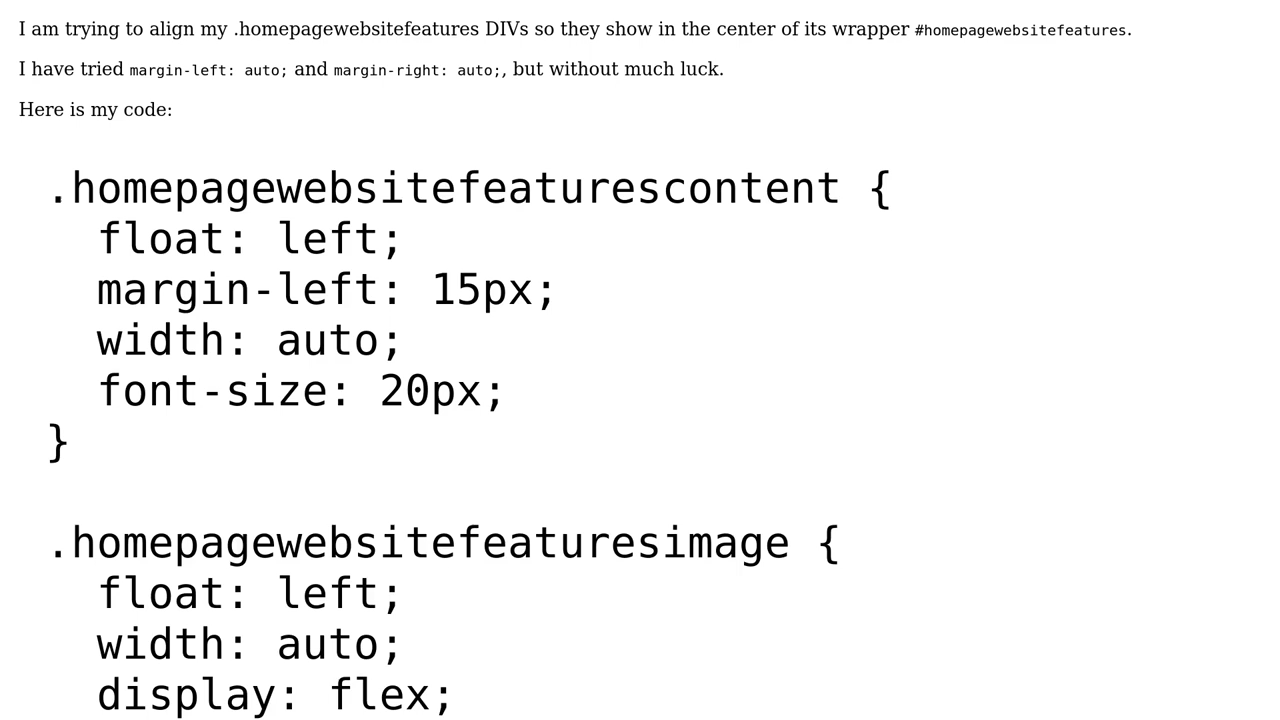 I am trying to align my .homepagewebsitefeatures DIVs so they show in the center of its wrapper #homepagewebsitefeatures.
I have tried margin-left: auto; and margin-right: auto;, but without much luck.
Here is my code:
.homepagewebsitefeaturescontent {
  float: left;
  margin-left: 15px;
  width: auto;
  font-size: 20px;
}
.homepagewebsitefeaturesimage {
  float: left;
  width: auto;
  display: flex;